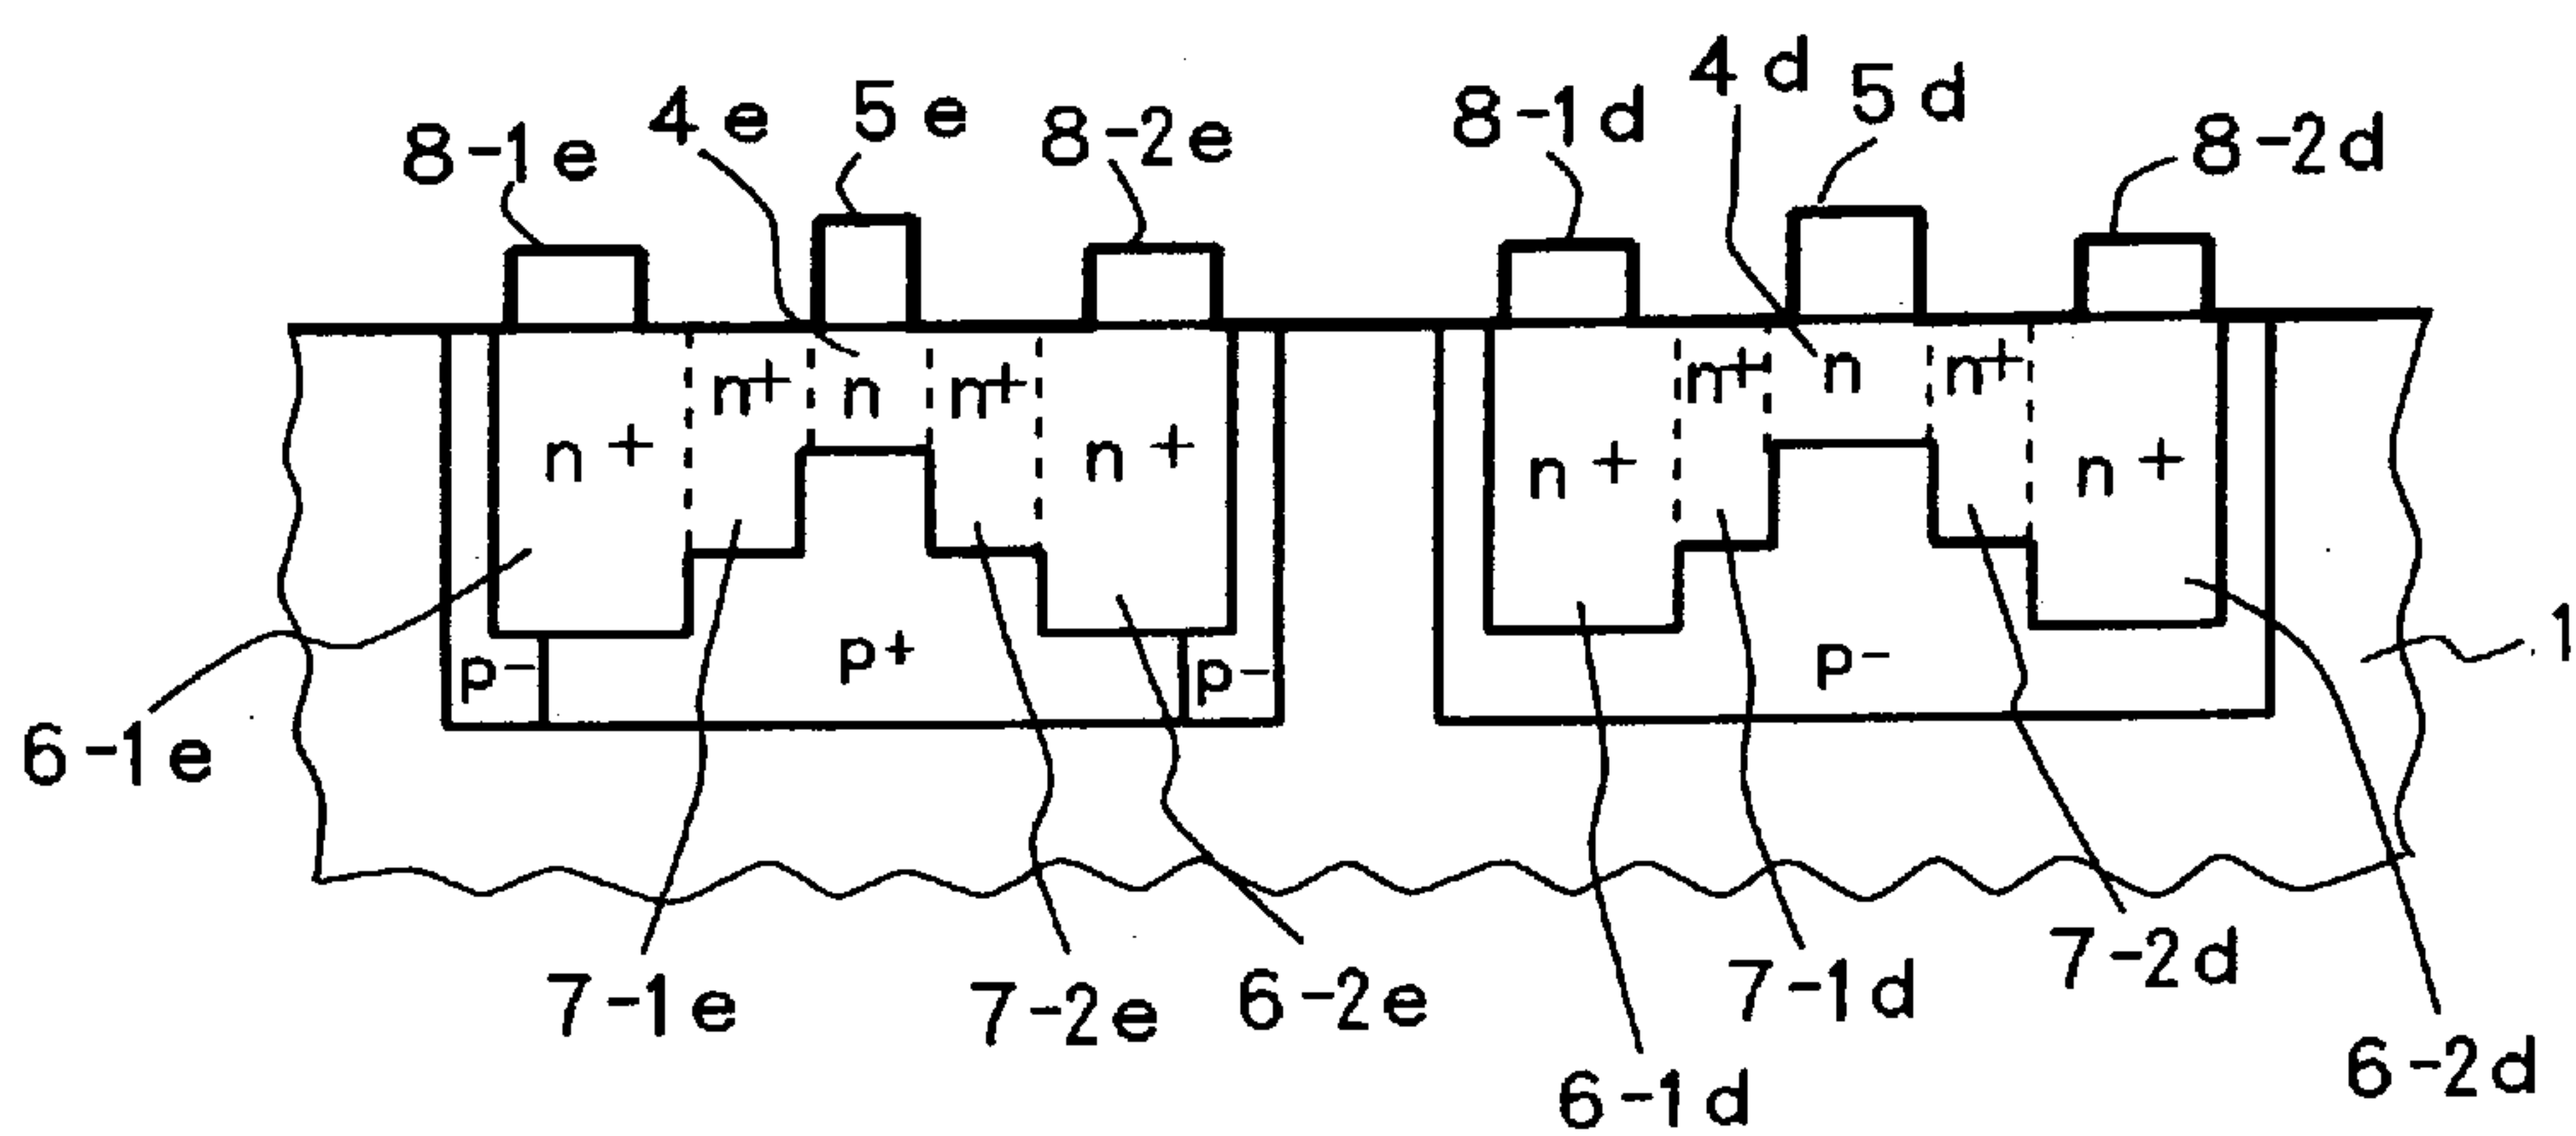 4d
5e 5d
4e 8-1d
8-1e 8-2e 8-2d
n+ n n+ n+ n n+
n+ n+ n+ n+
1
p- p+ p- p-
6-1e
7-1e 7-2e 6-2e 7-1d 7-2d
6-1d 6-2d